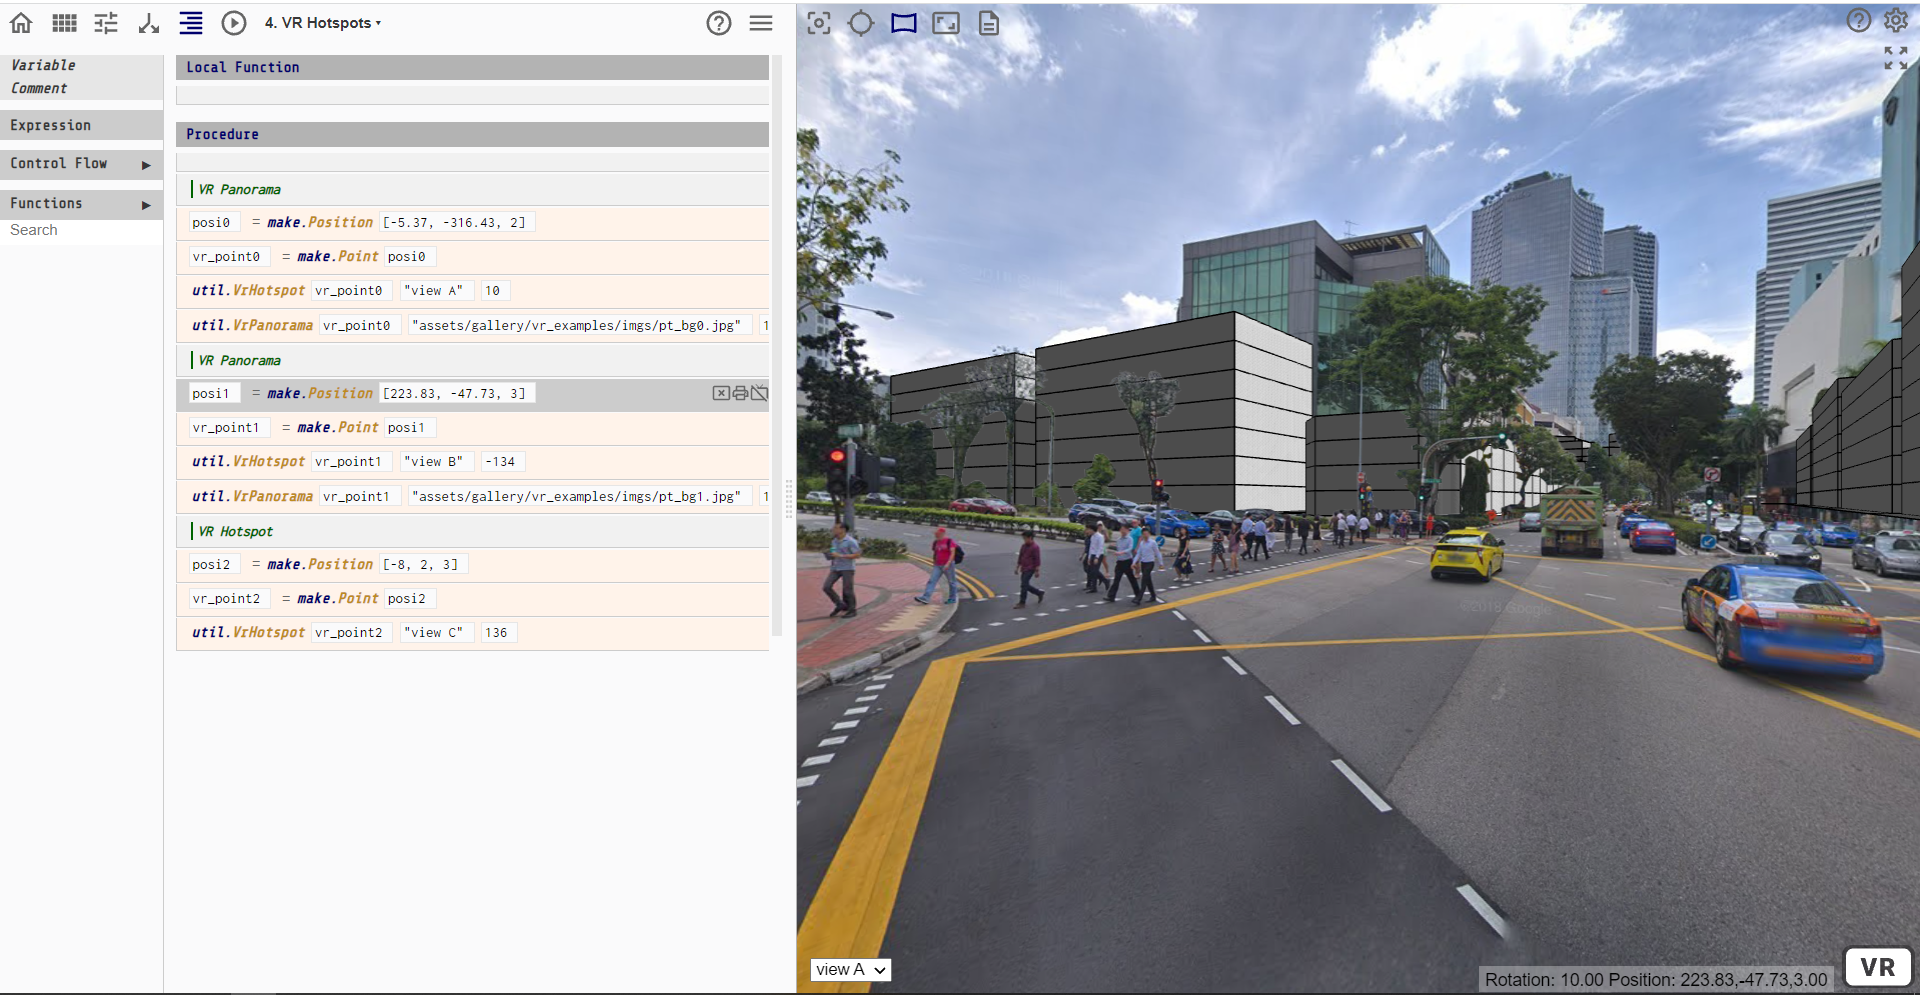 4. VR Hotspots
Variable
Comment
Expression
Control Flow
Functions
Search
Local Function
Procedure
VR Panorama
posi0 = make.Position [-5.37, -316.43, 2]
vr_point0 = make.Point posi0
util.VrHotspot vr_point0 "view A" 10
util.VrPanorama vr_point0 "assets/gallery/vr_examples/imgs/pt_bg0.jpg" 1
VR Panorama
posi1 = make.Position [223.83, -47.73, 3]
vr_point1 = make.Point posi1
util.VrHotspot vr_point1 "view B" -134
util.VrPanorama vr_point1 "assets/gallery/vr_examples/imgs/pt_bg1.jpg" 1
VR Hotspot
posi2 = make.Position [-8, 2, 3]
vr_point2 = make.Point posi2
util.VrHotspot vr_point2 "view C" 136
©2018 Google
view A
Rotation: 10.00 Position: 223.83,-47.73,3.00
VR